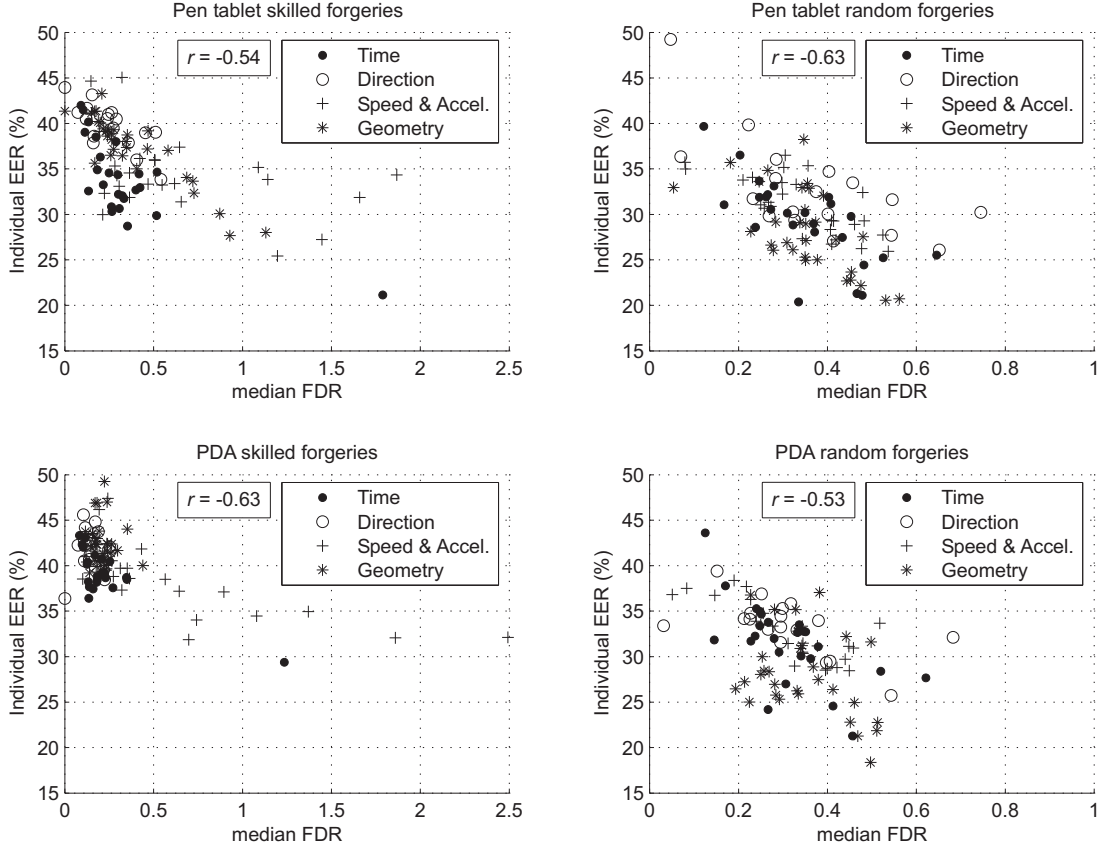 Pen tablet skilled forgeries
50
45
40
35
30
25
20
15
Individual EER (%)
r = -0.54
Time
Direction
Speed & Accel.
Geometry
0 0.5 1 1.5 2 2.5
median FDR
Pen tablet random forgeries
50
45
40
35
30
25
20
15
Individual EER (%)
r = -0.63
Time
Direction
Speed & Accel.
Geometry
0 0.2 0.4 0.6 0.8 1
median FDR
PDA skilled forgeries
50
45
40
35
30
25
20
15
Individual EER (%)
r = -0.63
Time
Direction
Speed & Accel.
Geometry
0 0.5 1 1.5 2 2.5
median FDR
PDA random forgeries
50
45
40
35
30
25
20
15
Individual EER (%)
r = -0.53
Time
Direction
Speed & Accel.
Geometry
0 0.2 0.4 0.6 0.8 1
median FDR